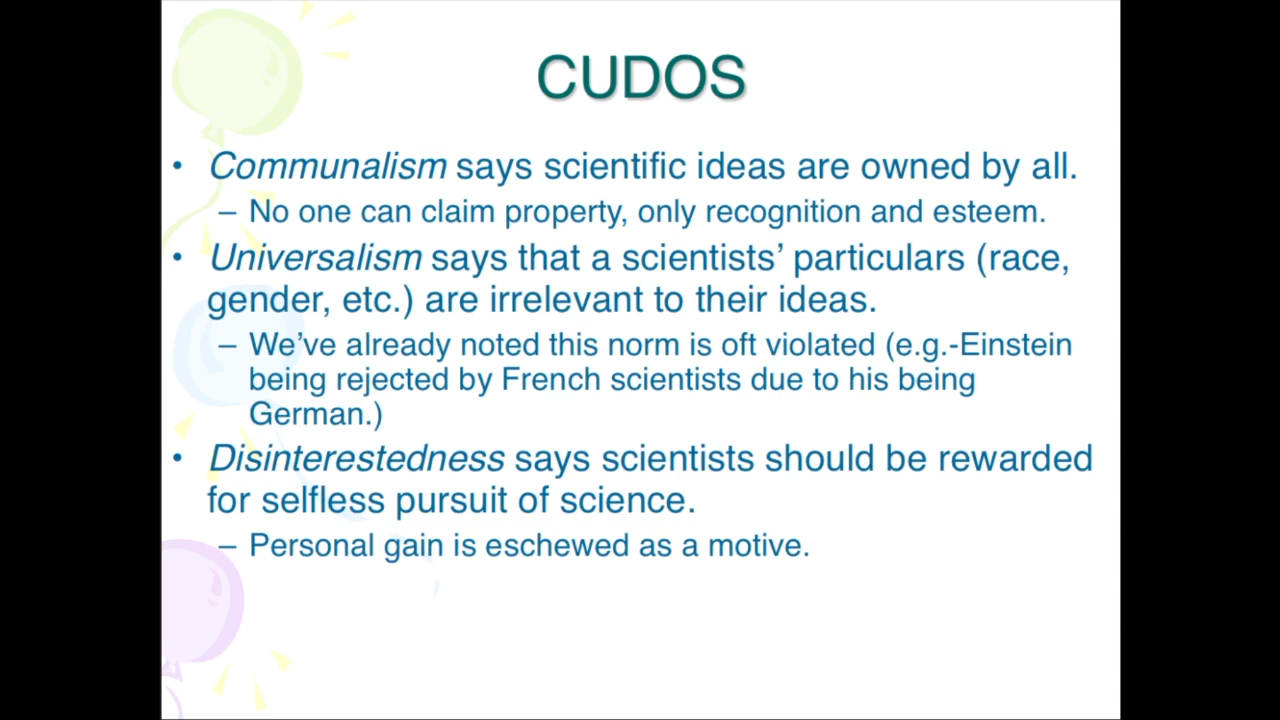 CUDOS
• Communalism says scientific ideas are owned by all.
– No one can claim property, only recognition and esteem.
• Universalism says that a scientists’ particulars (race,
gender, etc.) are irrelevant to their ideas.
– We’ve already noted this norm is oft violated (e.g.-Einstein
being rejected by French scientists due to his being
German.)
• Disinterestedness says scientists should be rewarded
for selfless pursuit of science.
– Personal gain is eschewed as a motive.